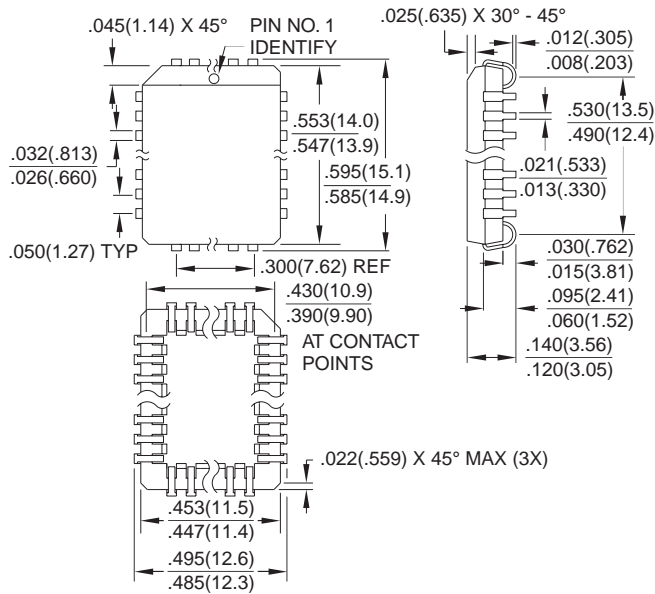 .045(1.14) X 45°
PIN NO. 1
IDENTIFY
.025(.635) X 30° - 45°
.012(.305)
.008(.203)
.553(14.0)
.547(13.9)
.530(13.5)
.490(12.4)
.032(.813)
.026(.660)
.595(15.1)
.585(14.9)
.021(.533)
.013(.330)
.050(1.27) TYP
.300(7.62) REF
.030(.762)
.015(3.81)
.430(10.9)
.390(9.90)
AT CONTACT
POINTS
.095(2.41)
.060(1.52)
.140(3.56)
.120(3.05)
.022(.559) X 45° MAX (3X)
.453(11.5)
.447(11.4)
.495(12.6)
.485(12.3)